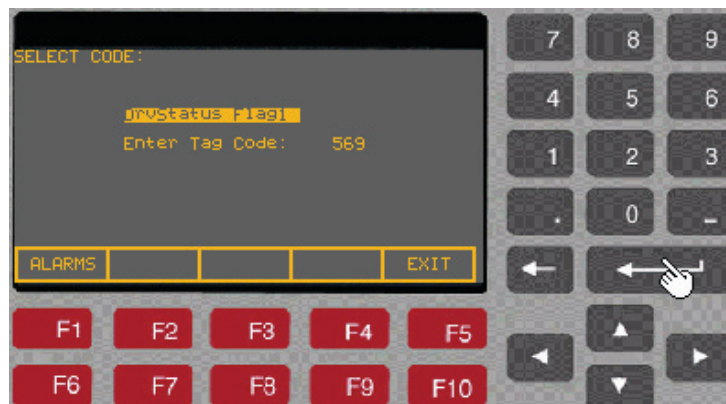 SELECT CODE:
DrvStatus Flag1
Enter Tag Code: 569
ALARMS EXIT
F1 F2 F3 F4 F5
F6 F7 F8 F9 F10
7 8 9
4 5 6
1 2 3
. 0 -